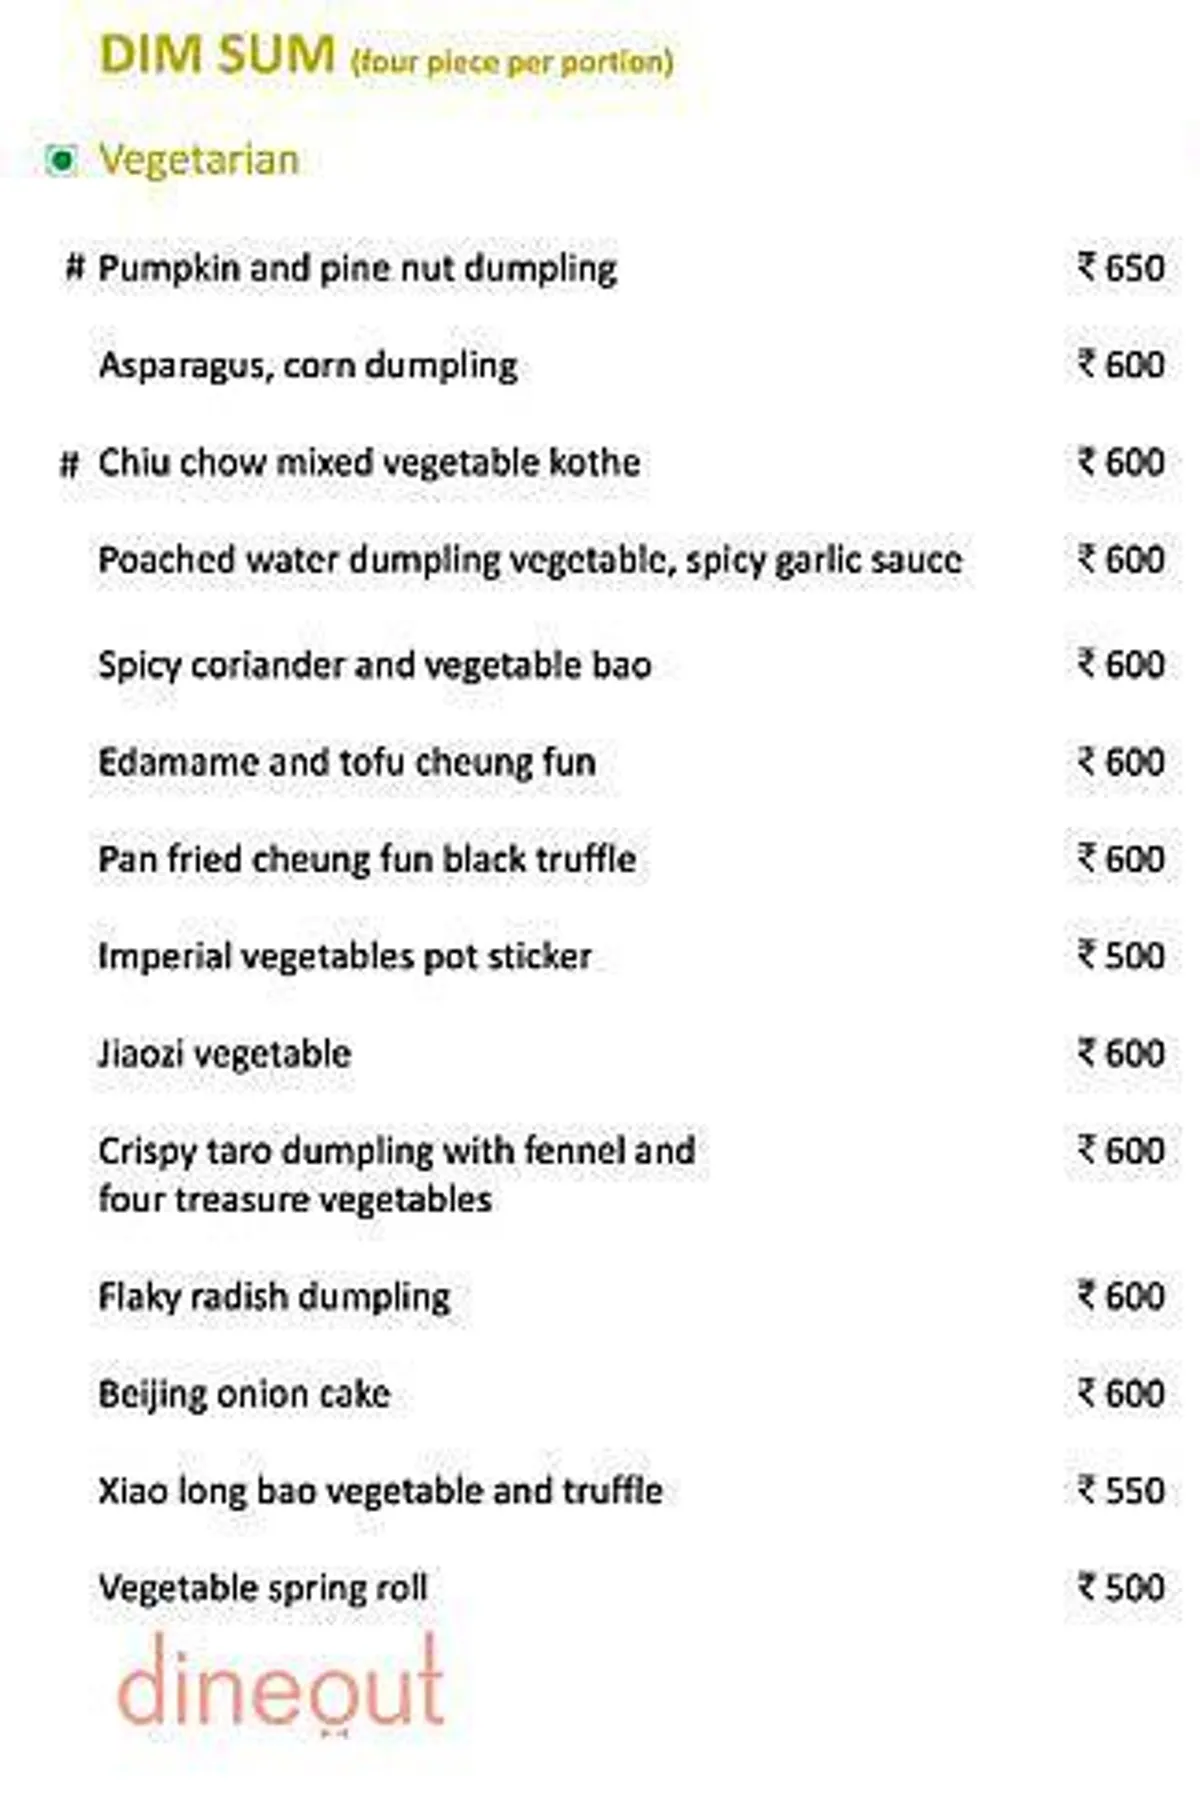 DIM SUM (four piece per portion)
Vegetarian
# Pumpkin and pine nut dumpling ₹ 650
Asparagus, corn dumpling ₹ 600
# Chiu chow mixed vegetable kothe ₹ 600
Poached water dumpling vegetable, spicy garlic sauce ₹ 600
Spicy coriander and vegetable bao ₹ 600
Edamame and tofu cheung fun ₹ 600
Pan fried cheung fun black truffle ₹ 600
Imperial vegetables pot sticker ₹ 500
Jiaozi vegetable ₹ 600
Crispy taro dumpling with fennel and ₹ 600
four treasure vegetables
Flaky radish dumpling ₹ 600
Beijing onion cake ₹ 600
Xiao long bao vegetable and truffle ₹ 550
Vegetable spring roll ₹ 500
dineout